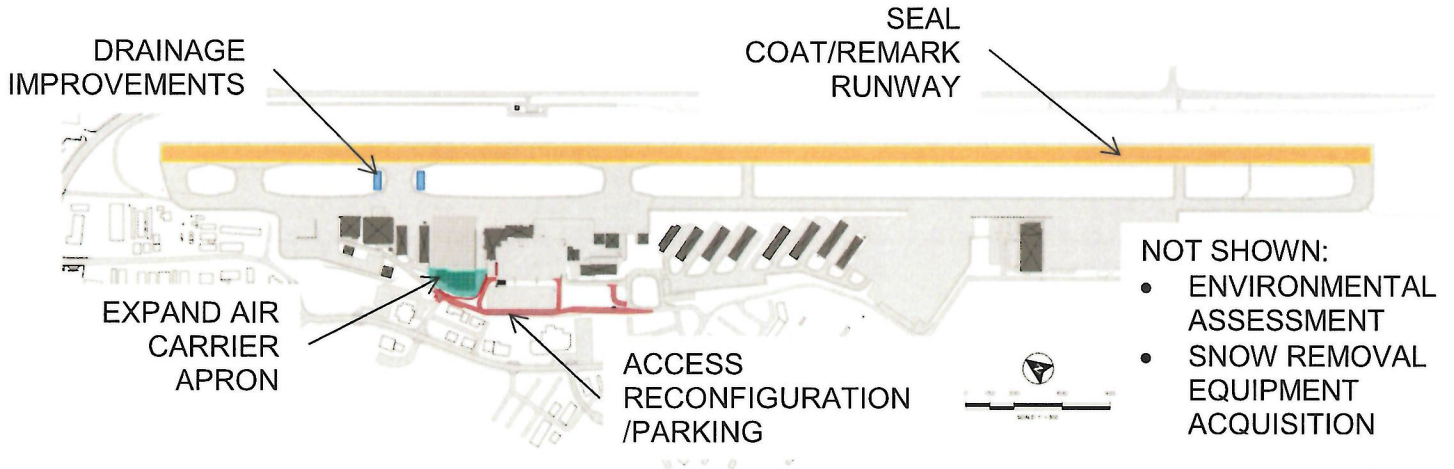 DRAINAGE
IMPROVEMENTS
SEAL
COAT/REMARK
RUNWAY
EXPAND AIR
CARRIER
APRON
ACCESS
RECONFIGURATION
/PARKING
NOT SHOWN:
• ENVIRONMENTAL
ASSESSMENT
• SNOW REMOVAL
EQUIPMENT
ACQUISITION